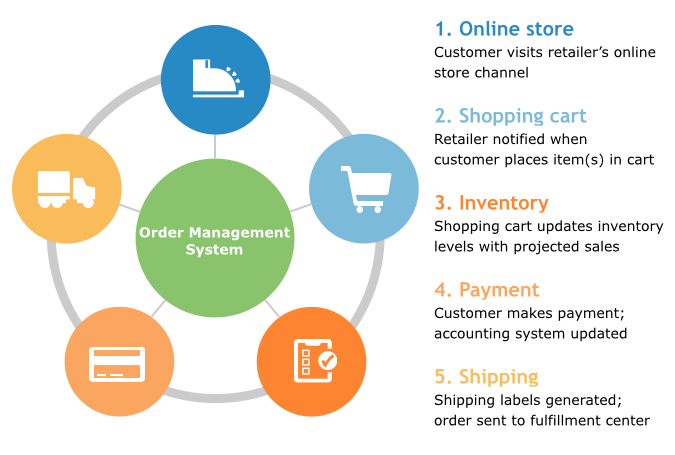 Order Management
System
1. Online store
Customer visits retailer’s online
store channel
2. Shopping cart
Retailer notified when
customer places item(s) in cart
3. Inventory
Shopping cart updates inventory
levels with projected sales
4. Payment
Customer makes payment;
accounting system updated
5. Shipping
Shipping labels generated;
order sent to fulfillment center